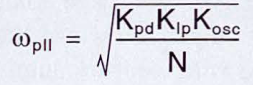 ω_pll = √(K_pd K_lp K_osc / N)